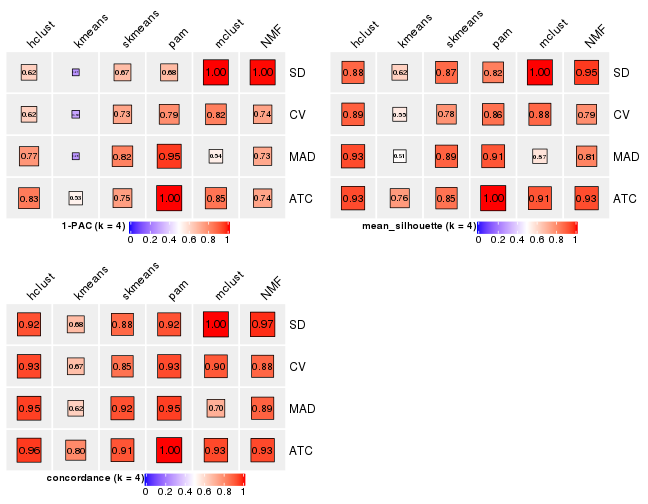 hclust kmeans skmeans pam mclust NMF
0.62 0.67 0.68 1.00 1.00 SD
0.62 0.73 0.79 0.82 0.74 CV
0.77 0.82 0.95 0.54 0.73 MAD
0.83 0.53 0.75 1.00 0.85 0.74 ATC
1-PAC (k = 4)
0 0.2 0.4 0.6 0.8 1
hclust kmeans skmeans pam mclust NMF
0.88 0.62 0.87 0.82 1.00 0.95 SD
0.89 0.55 0.78 0.86 0.88 0.79 CV
0.93 0.51 0.89 0.91 0.57 0.81 MAD
0.93 0.76 0.85 1.00 0.91 0.93 ATC
mean_silhouette (k = 4)
0 0.2 0.4 0.6 0.8 1
hclust kmeans skmeans pam mclust NMF
0.92 0.68 0.88 0.92 1.00 0.97 SD
0.93 0.67 0.85 0.93 0.90 0.88 CV
0.95 0.62 0.92 0.95 0.70 0.89 MAD
0.96 0.80 0.91 1.00 0.93 0.93 ATC
concordance (k = 4)
0 0.2 0.4 0.6 0.8 1